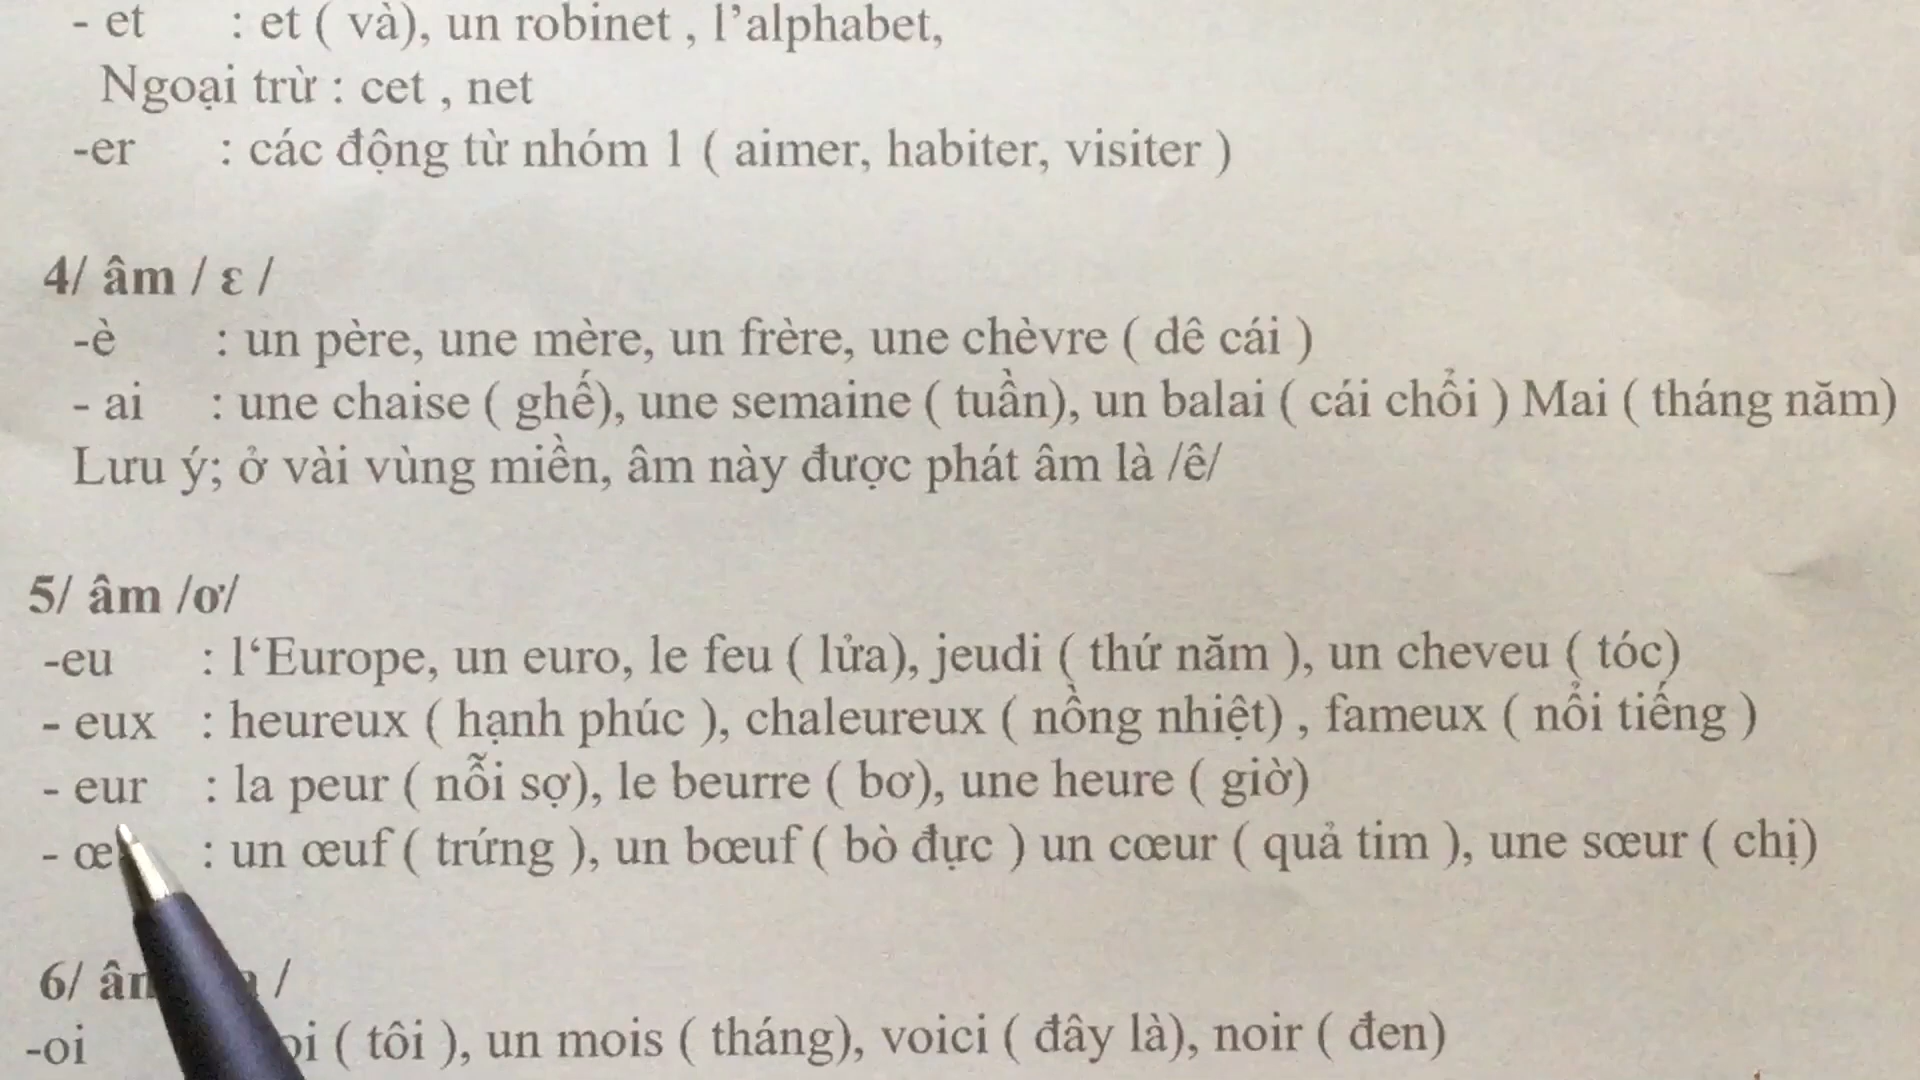 - et : et ( và), un robinet , l’alphabet,
Ngoại trừ : cet , net
-er : các động từ nhóm 1 ( aimer, habiter, visiter )
4/ âm / ɛ /
-è : un père, une mère, un frère, une chèvre ( dê cái )
- ai : une chaise ( ghế), une semaine ( tuần), un balai ( cái chổi ) Mai ( tháng năm)
Lưu ý; ở vài vùng miền, âm này được phát âm là /ê/
5/ âm /ơ/
-eu : l‘Europe, un euro, le feu ( lửa), jeudi ( thứ năm ), un cheveu ( tóc)
- eux : heureux ( hạnh phúc ), chaleureux ( nồng nhiệt) , fameux ( nổi tiếng )
- eur : la peur ( nỗi sợ), le beurre ( bơ), une heure ( giờ)
- : un œuf ( trứng ), un bœuf ( bò đực ) un cœur ( quả tim ), une sœur ( chị)
6/ /
-oi ( tôi ), un mois ( tháng), voici ( đây là), noir ( đen)